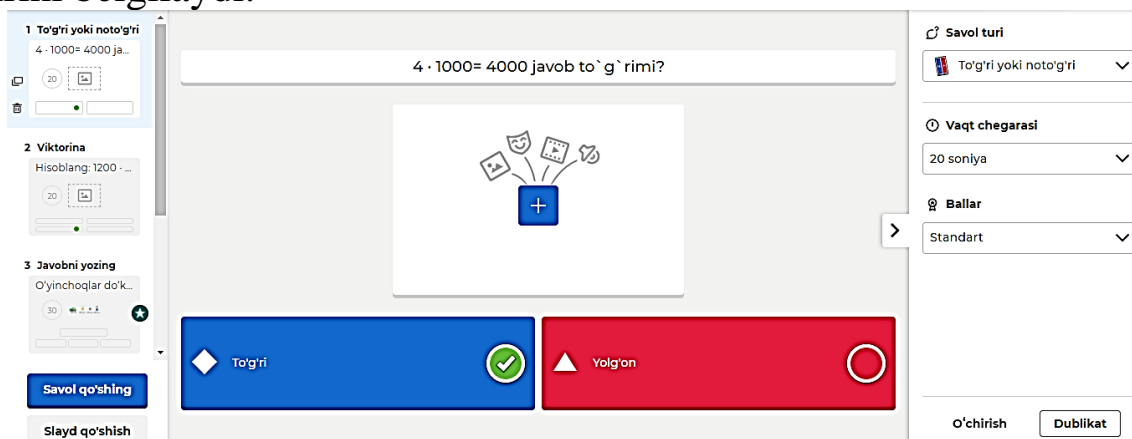 1 To'g'ri yoki noto'g'ri
4 · 1000= 4000 ja...
20
2 Viktorina
Hisoblang: 1200 · ...
20
3 Javobni yozing
O'yinchoqlar do'k...
30
Savol qo'shing
Slayd qo'shish
4 · 1000= 4000 javob to`g`rimi?
To'g'ri
Yolg'on
Savol turi
To'g'ri yoki noto'g'ri
Vaqt chegarasi
20 soniya
Ballar
Standart
O'chirish
Dublikat